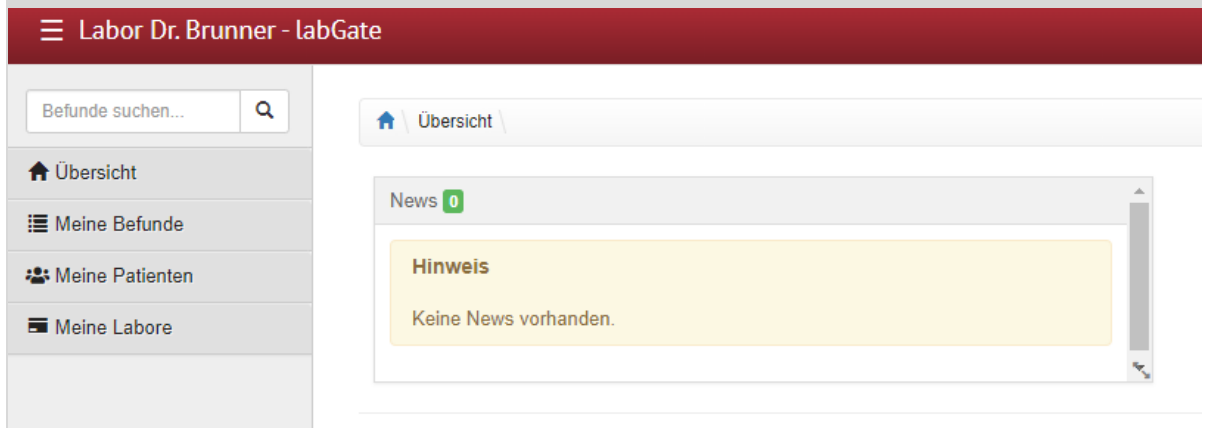 Labor Dr. Brunner - labGate
Befunde suchen...
Übersicht
Meine Befunde
Meine Patienten
Meine Labore
Übersicht
News 0
Hinweis
Keine News vorhanden.